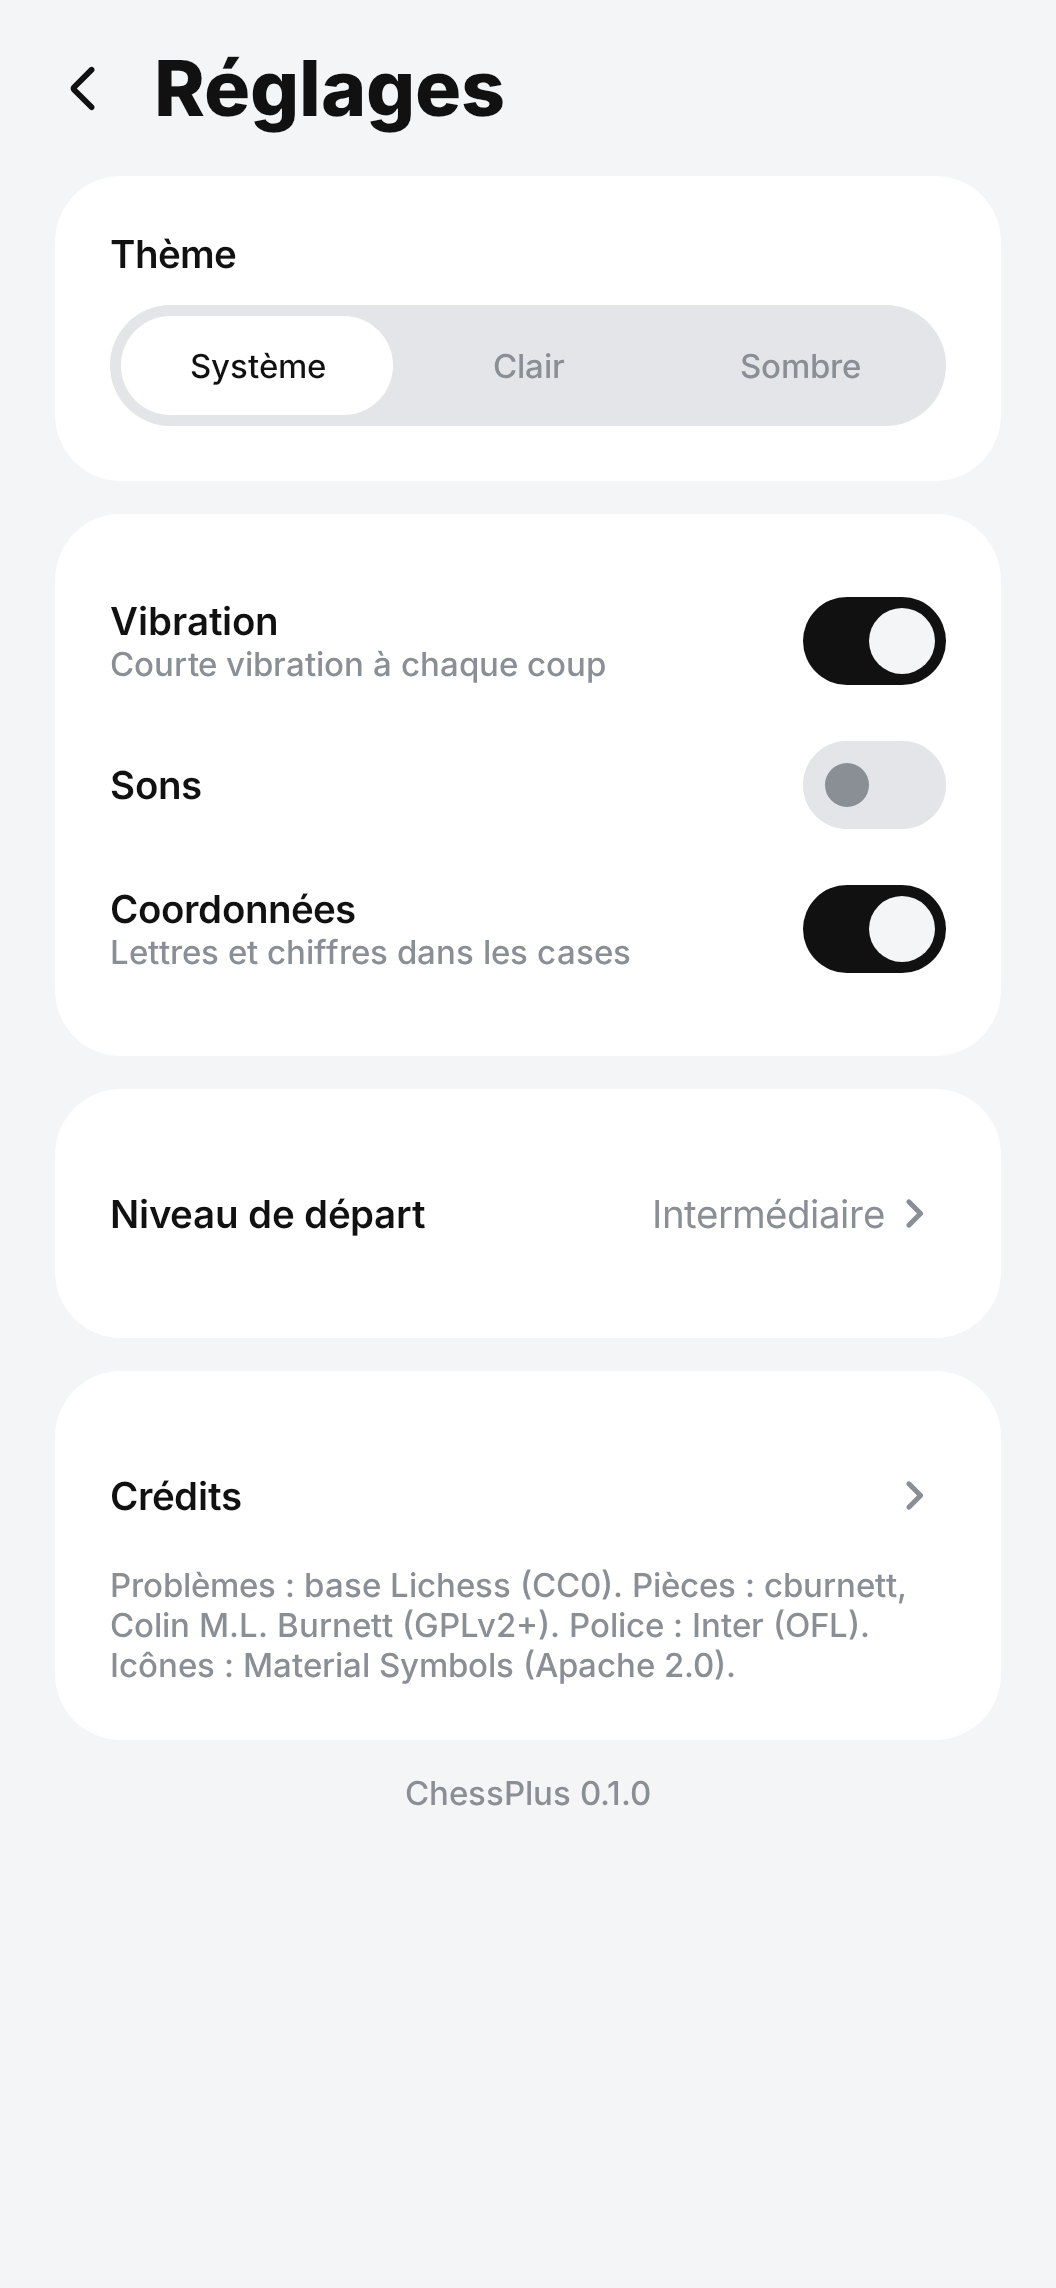 Réglages
Thème
Système Clair Sombre
Vibration
Courte vibration à chaque coup
Sons
Coordonnées
Lettres et chiffres dans les cases
Niveau de départ Intermédiaire
Crédits
Problèmes : base Lichess (CC0). Pièces : cburnett,
Colin M.L. Burnett (GPLv2+). Police : Inter (OFL).
Icônes : Material Symbols (Apache 2.0).
ChessPlus 0.1.0